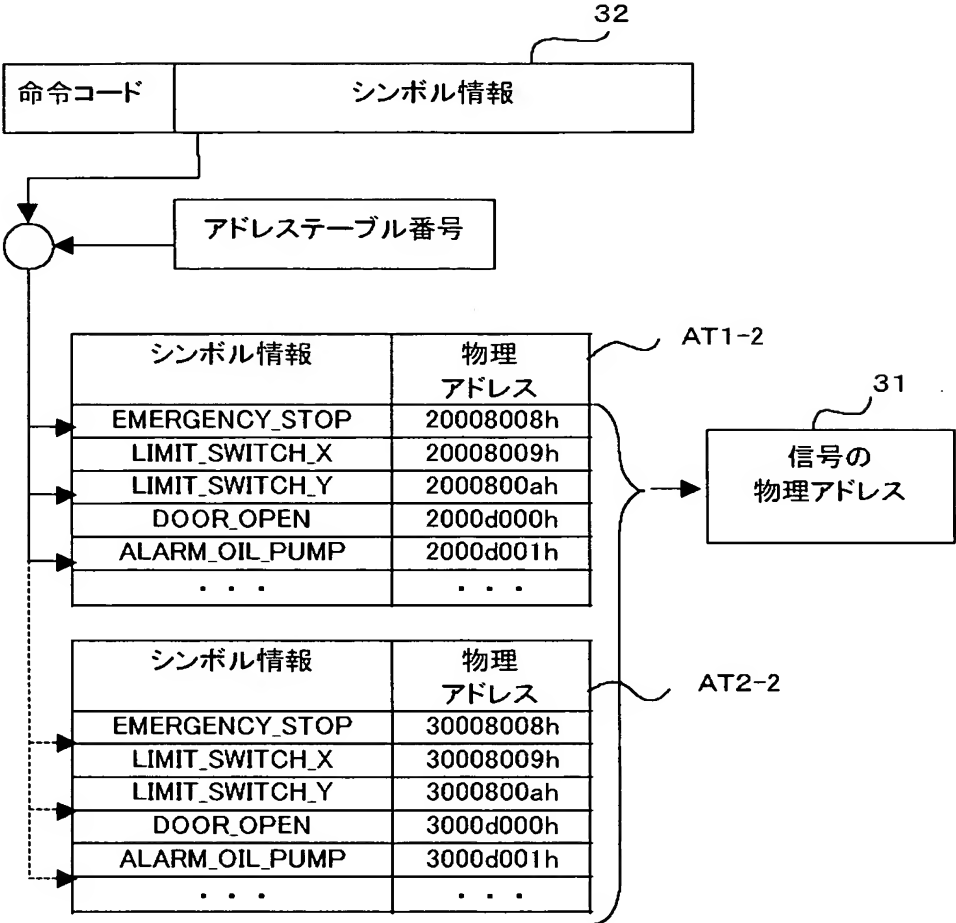 32
命令コード シンボル情報
アドレステーブル番号
AT1-2
シンボル情報 物理
アドレス
EMERGENCY_STOP 20008008h
LIMIT_SWITCH_X 20008009h
LIMIT_SWITCH_Y 2000800ah
DOOR_OPEN 2000d000h
ALARM_OIL_PUMP 2000d001h
・・・ ・・・
31
信号の
物理アドレス
AT2-2
シンボル情報 物理
アドレス
EMERGENCY_STOP 30008008h
LIMIT_SWITCH_X 30008009h
LIMIT_SWITCH_Y 3000800ah
DOOR_OPEN 3000d000h
ALARM_OIL_PUMP 3000d001h
・・・ ・・・